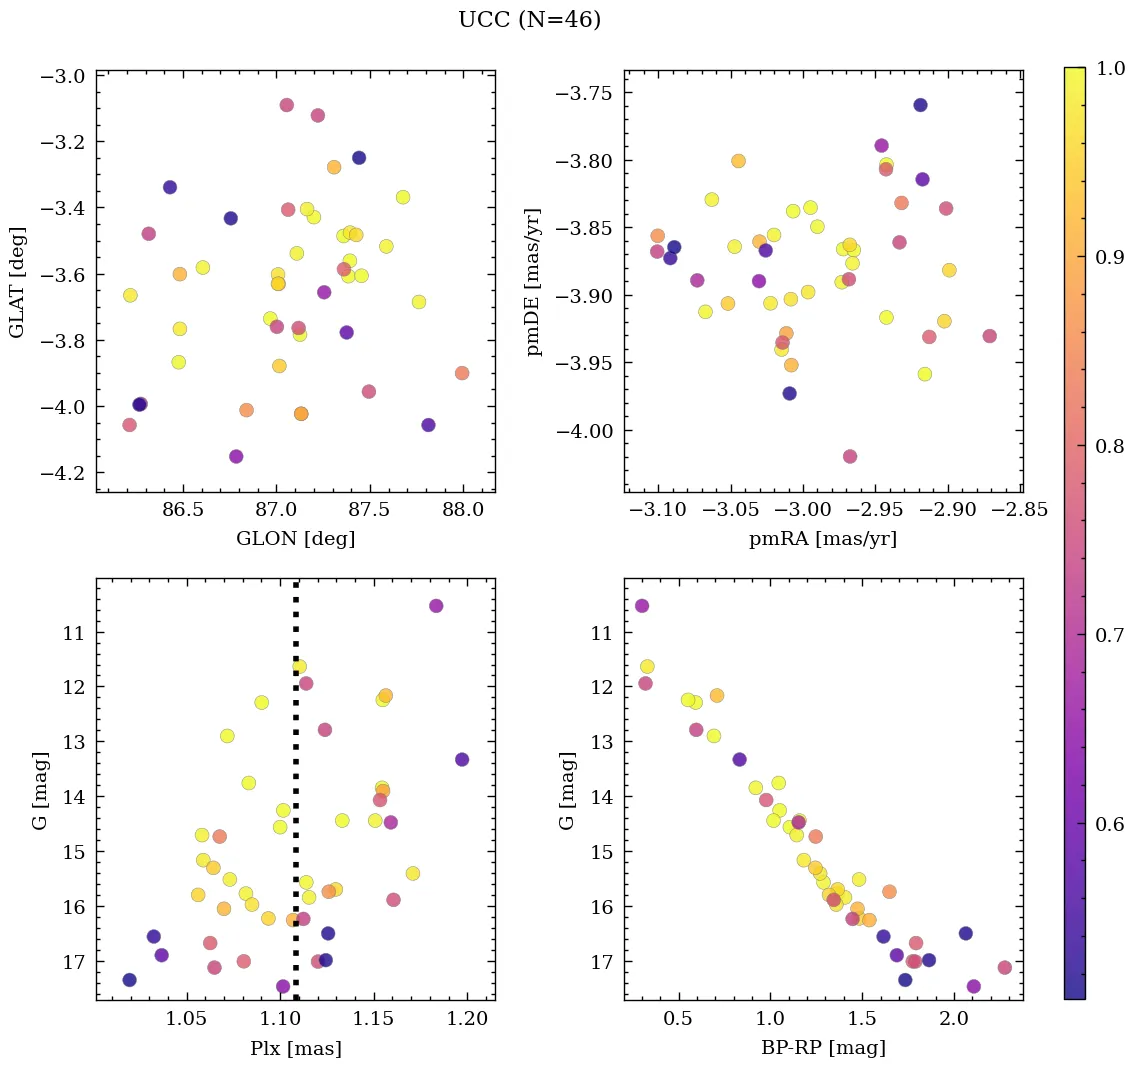 UCC (N=46)
−3.0
−3.2
−3.4
−3.6
−3.8
−4.0
−4.2
GLAT [deg]
86.5 87.0 87.5 88.0
GLON [deg]
−3.75
−3.80
−3.85
−3.90
−3.95
−4.00
pmDE [mas/yr]
−3.10 −3.05 −3.00 −2.95 −2.90 −2.85
pmRA [mas/yr]
1.0
0.9
0.8
0.7
0.6
11
12
13
14
15
16
17
G [mag]
1.05 1.10 1.15 1.20
Plx [mas]
11
12
13
14
15
16
17
G [mag]
0.5 1.0 1.5 2.0
BP-RP [mag]